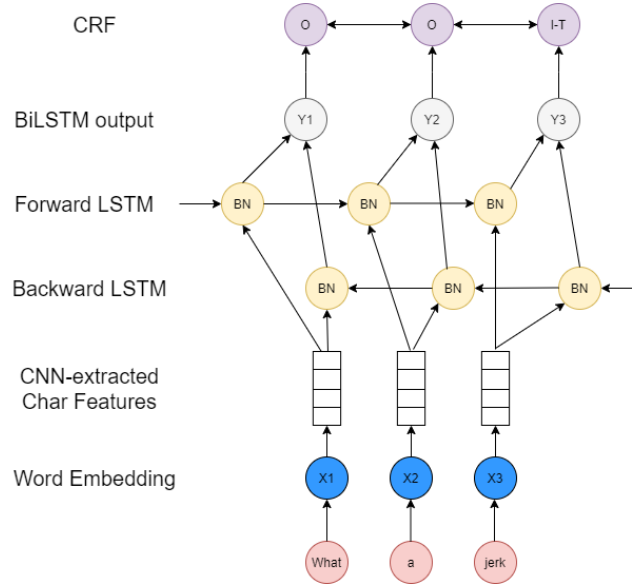 CRF O O I-T
BiLSTM output Y1 Y2 Y3
Forward LSTM BN BN BN
Backward LSTM BN BN BN
CNN-extracted
Char Features
Word Embedding X1 X2 X3
What a jerk